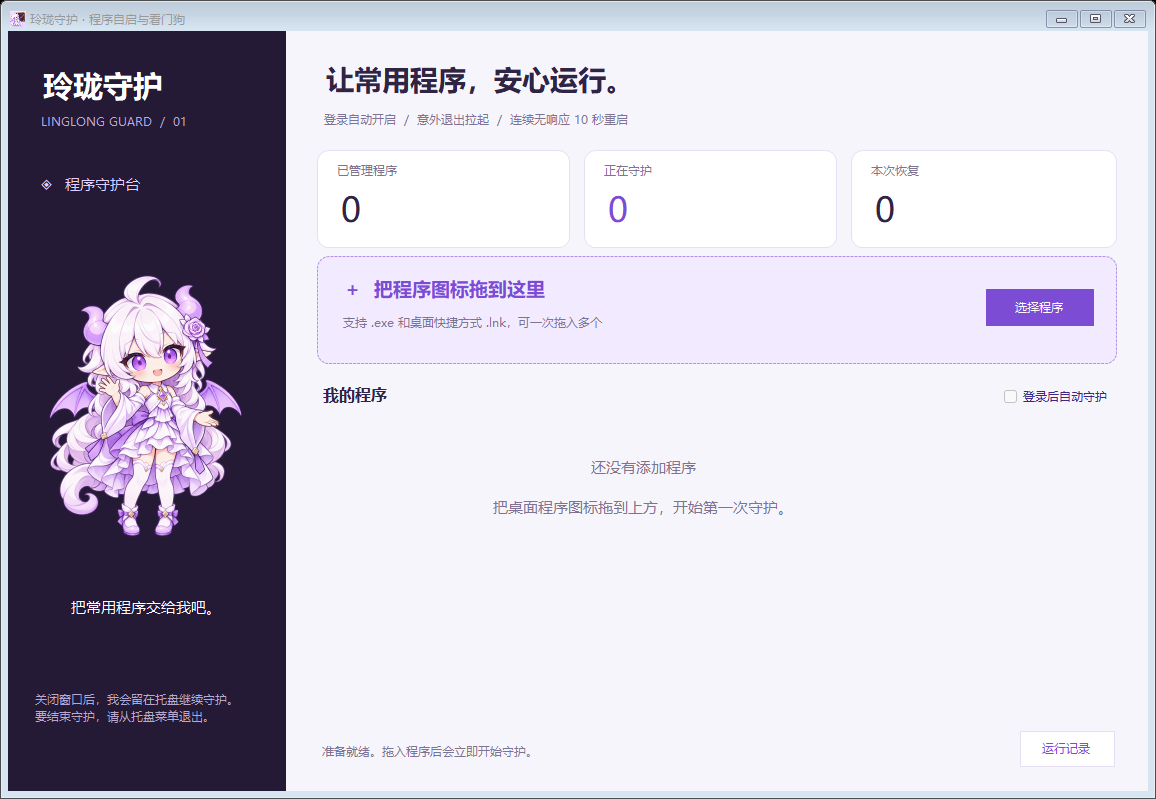 玲珑守护 · 程序自启与看门狗
玲珑守护
LINGLONG GUARD / 01
程序守护台
把常用程序交给我吧。
关闭窗口后，我会留在托盘继续守护。
要结束守护，请从托盘菜单退出。
让常用程序，安心运行。
登录自动开启 / 意外退出拉起 / 连续无响应 10 秒重启
已管理程序
0
正在守护
0
本次恢复
0
+ 把程序图标拖到这里
支持 .exe 和桌面快捷方式 .lnk，可一次拖入多个
选择程序
我的程序
登录后自动守护
还没有添加程序
把桌面程序图标拖到上方，开始第一次守护。
准备就绪。拖入程序后会立即开始守护。
运行记录